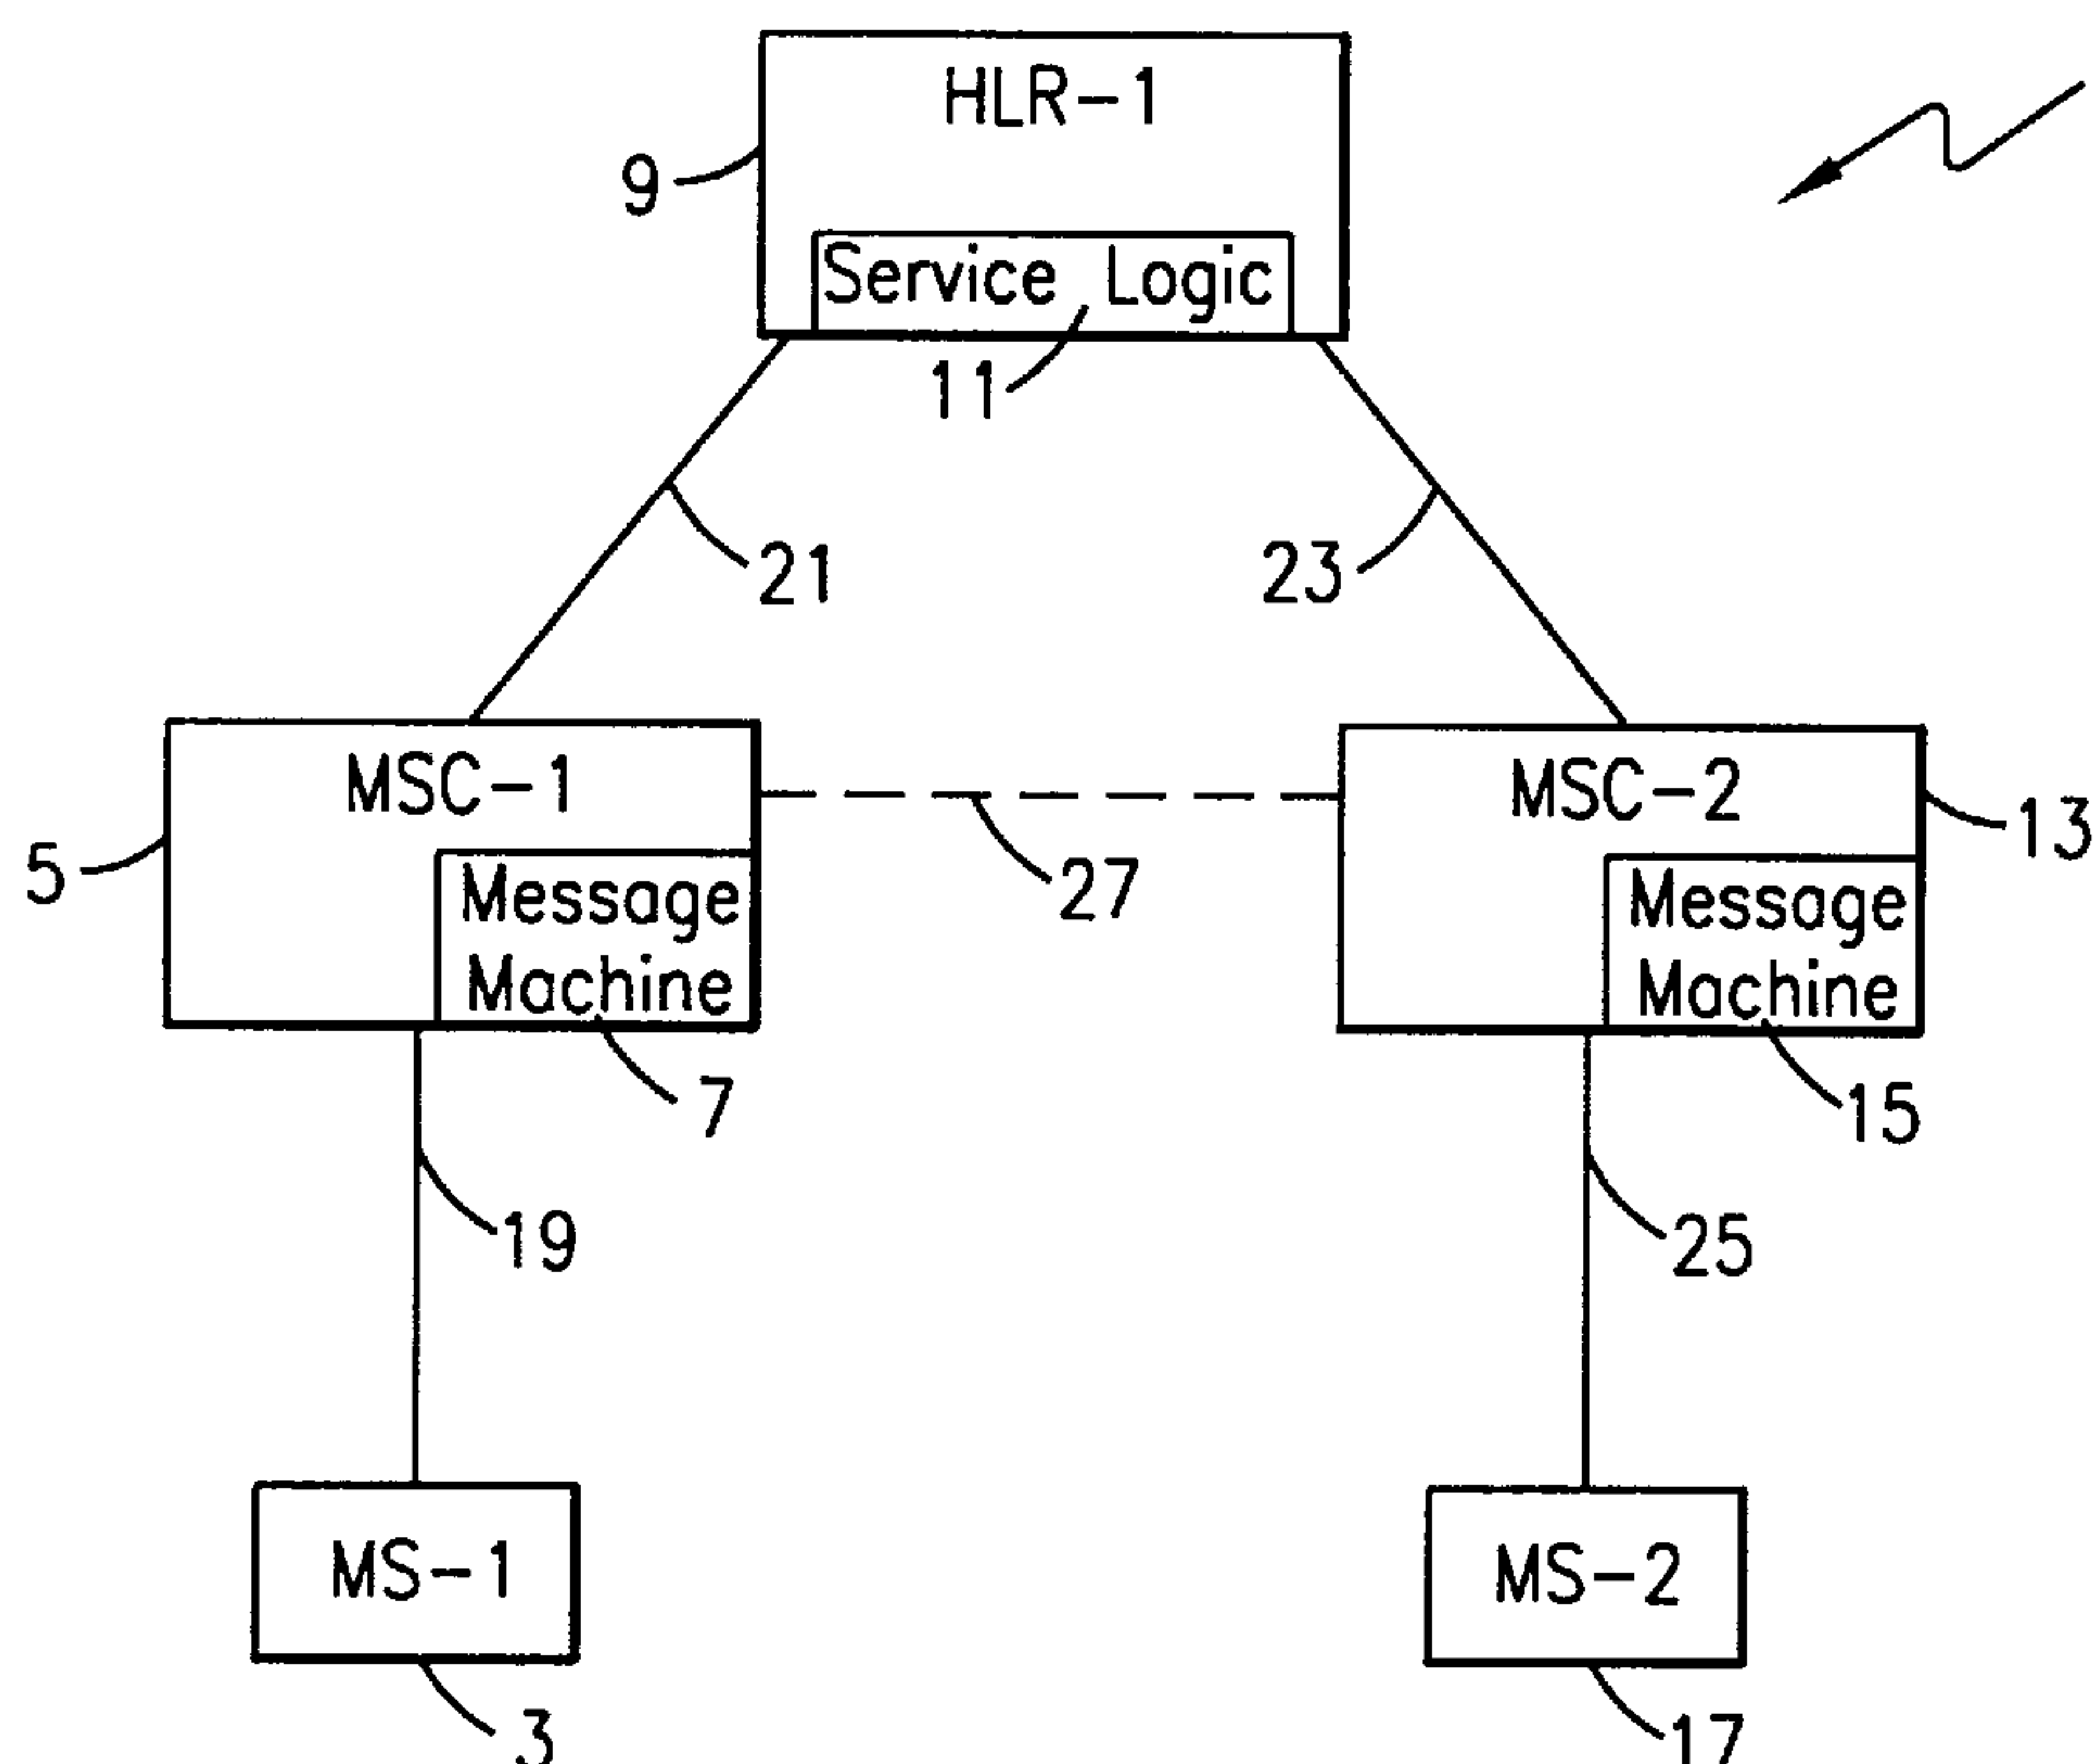 HLR-1
9
Service Logic
11
21
23
MSC-1
MSC-2
5
13
27
Message
Machine
Message
Machine
7
15
19
25
MS-1
MS-2
3
17